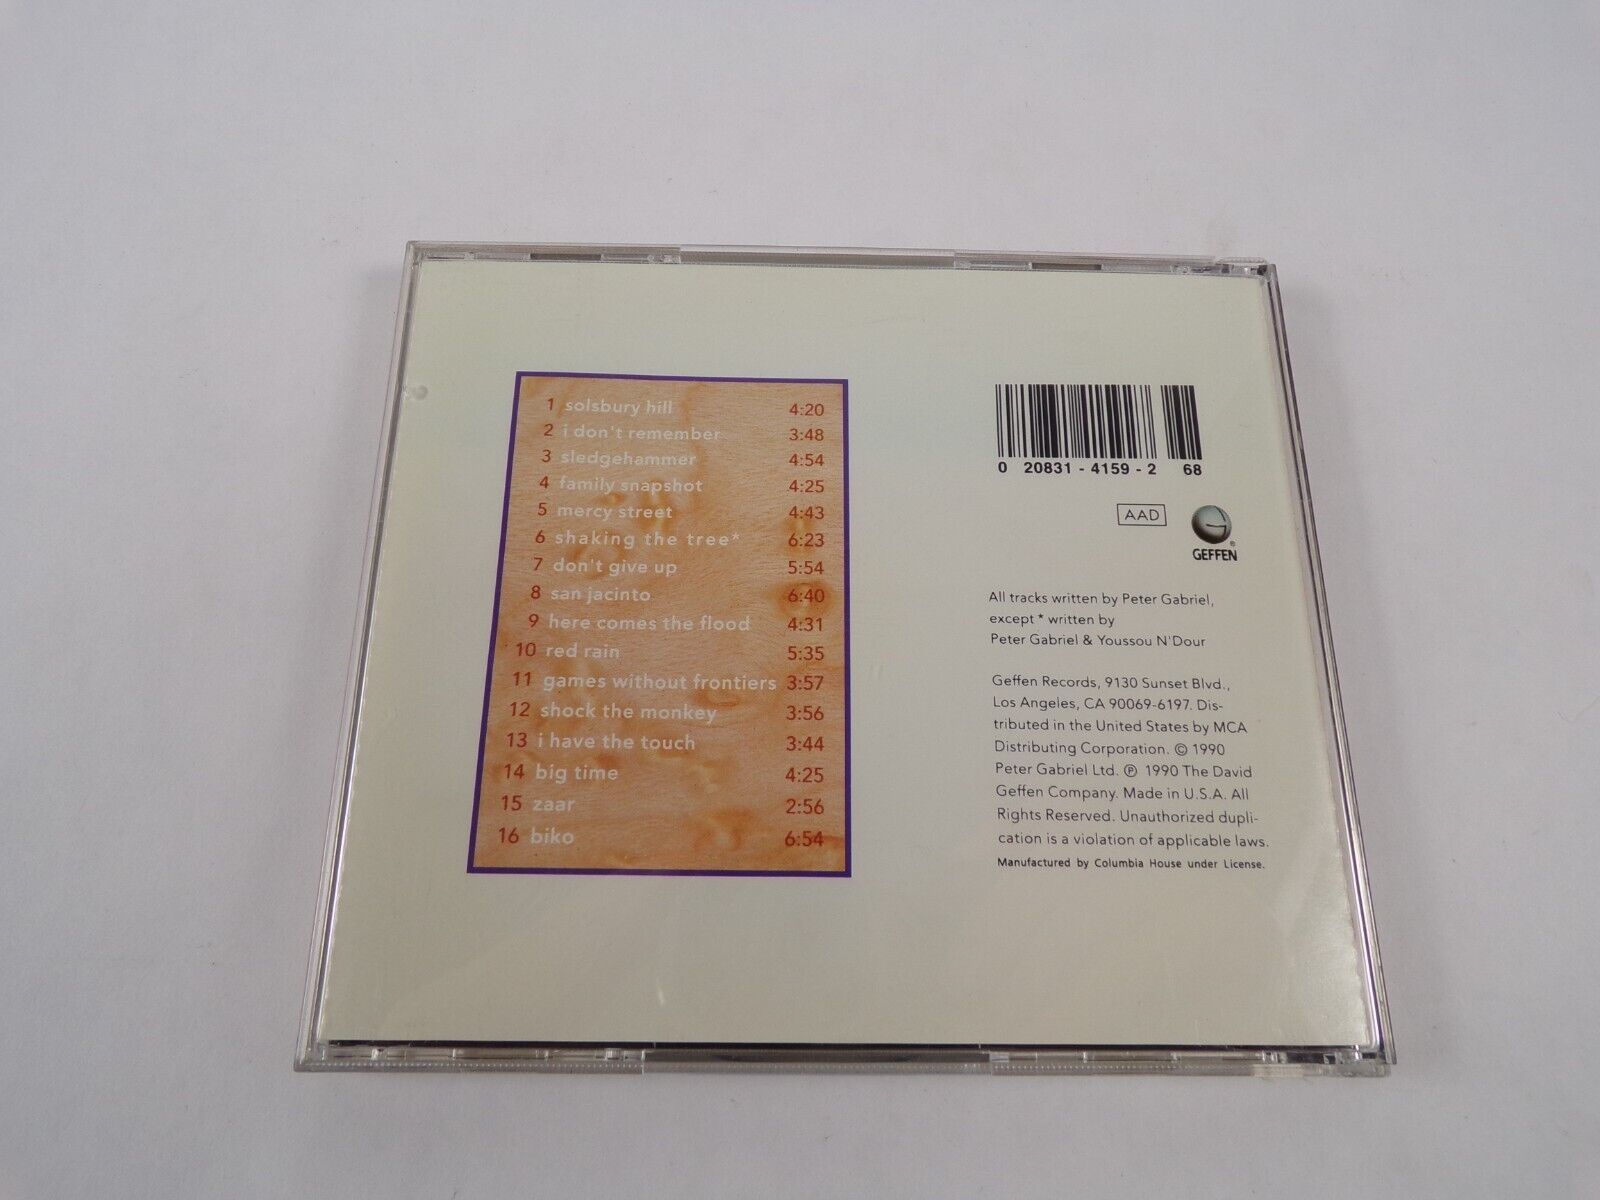 1 solsbury hill 4:20
2 i don't remember 3:48
3 sledgehammer 4:54
4 family snapshot 4:25
5 mercy street 4:43
6 shaking the tree* 6:23
7 don't give up 5:54
8 san jacinto 6:40
9 here comes the flood 4:31
10 red rain 5:35
11 games without frontiers 3:57
12 shock the monkey 3:56
13 i have the touch 3:44
14 big time 4:25
15 zaar 2:56
16 biko 6:54
0 20831 - 4159 - 2 68
AAD
GEFFEN
All tracks written by Peter Gabriel,
except * written by
Peter Gabriel & Youssou N'Dour
Geffen Records, 9130 Sunset Blvd.,
Los Angeles, CA 90069-6197. Dis-
tributed in the United States by MCA
Distributing Corporation. © 1990
Peter Gabriel Ltd. ℗ 1990 The David
Geffen Company. Made in U.S.A. All
Rights Reserved. Unauthorized dupli-
cation is a violation of applicable laws.
Manufactured by Columbia House under License.